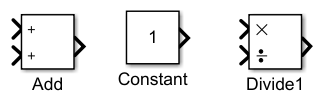 +
+
Add
1
Constant
×
÷
Divide1